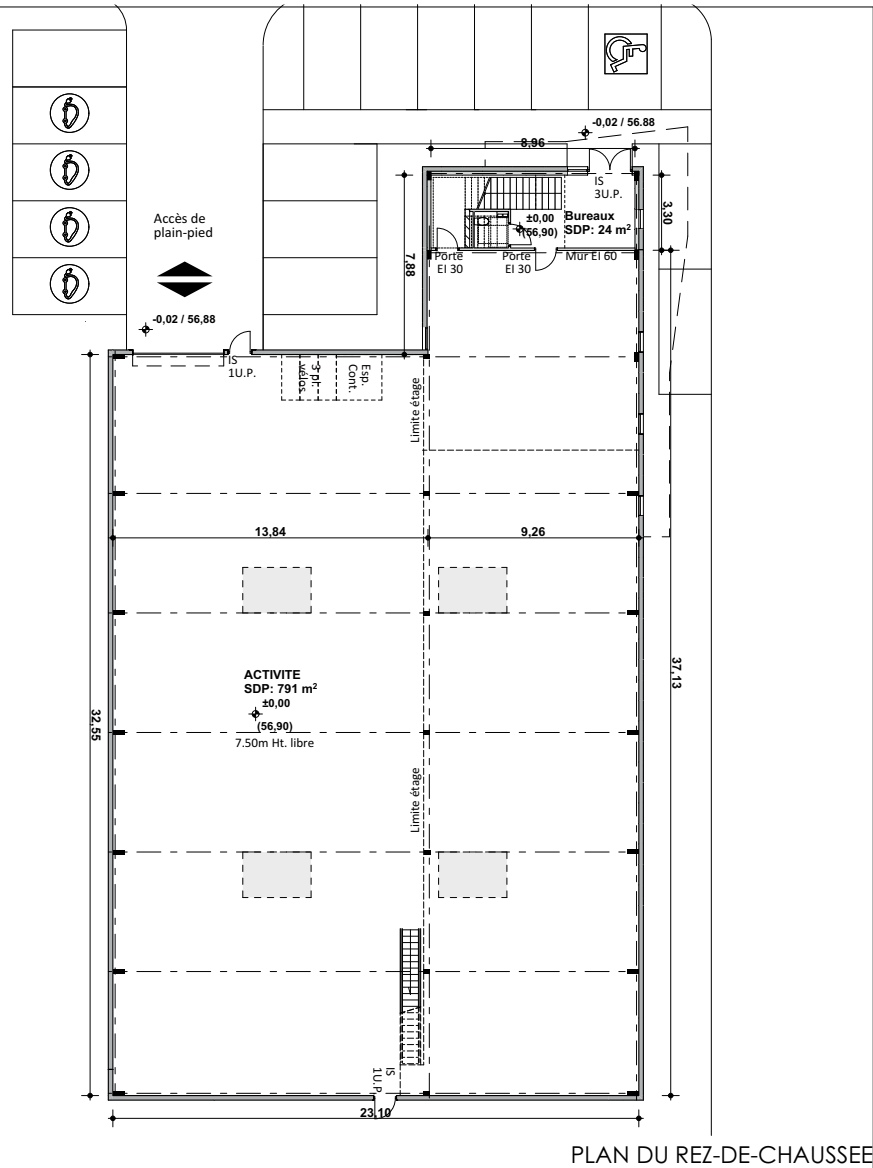 -0,02 / 56.88
8,96
IS
3U.P.
3,30
±0,00
(56,90)
Bureaux
SDP: 24 m²
Accès de
plain-pied
7,88
Porte
EI 30
Porte
EI 30
Mur EI 60
-0,02 / 56,88
IS
1U.P.
3 pl.
vélos
Esp.
Cont.
Limite étage
13,84
9,26
ACTIVITE
SDP: 791 m²
±0,00
(56,90)
7.50m Ht. libre
37,13
32,55
Limite étage
IS
1U.P.
23,10
PLAN DU REZ-DE-CHAUSSEE